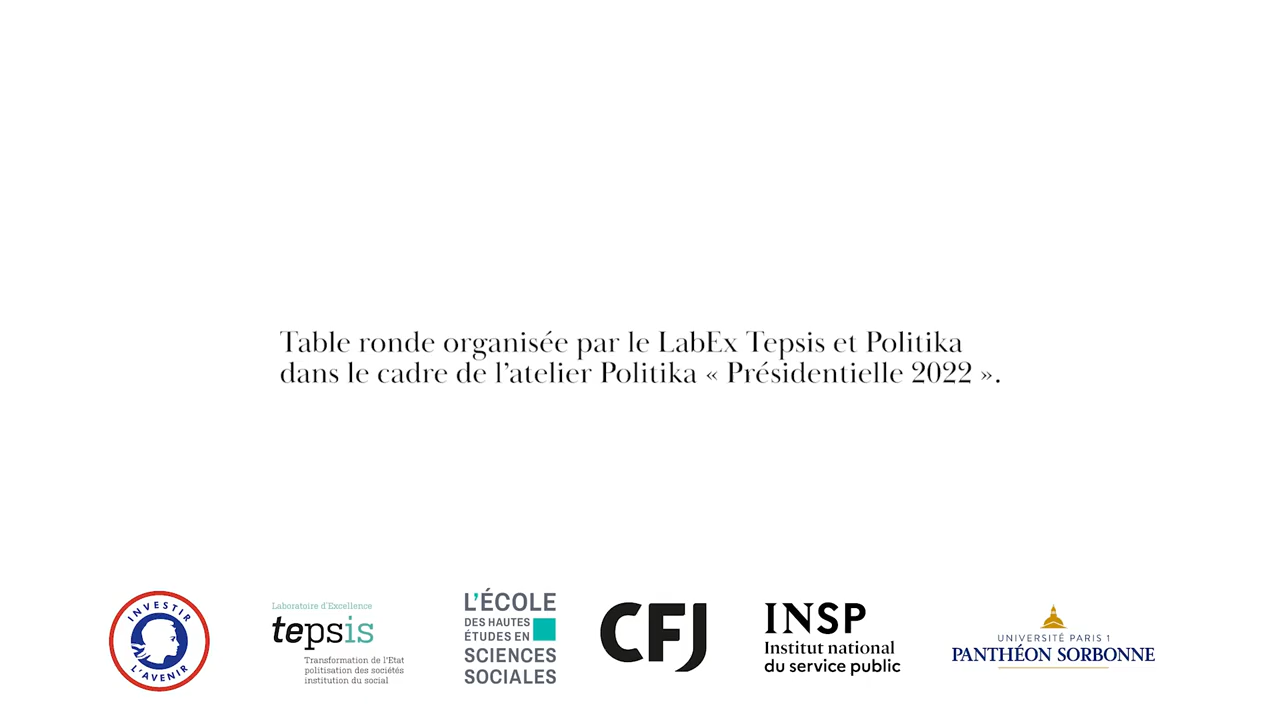 Table ronde organisée par le LabEx Tepsis et Politika
dans le cadre de l’atelier Politika « Présidentielle 2022 ».
INVESTIR
L'AVENIR
Laboratoire d'Excellence
tepsis
Transformation de l'Etat
politisation des sociétés
institution du social
L'ÉCOLE
DES HAUTES
ÉTUDES EN
SCIENCES
SOCIALES
CFJ
INSP
Institut national
du service public
UNIVERSITÉ PARIS 1
PANTHÉON SORBONNE